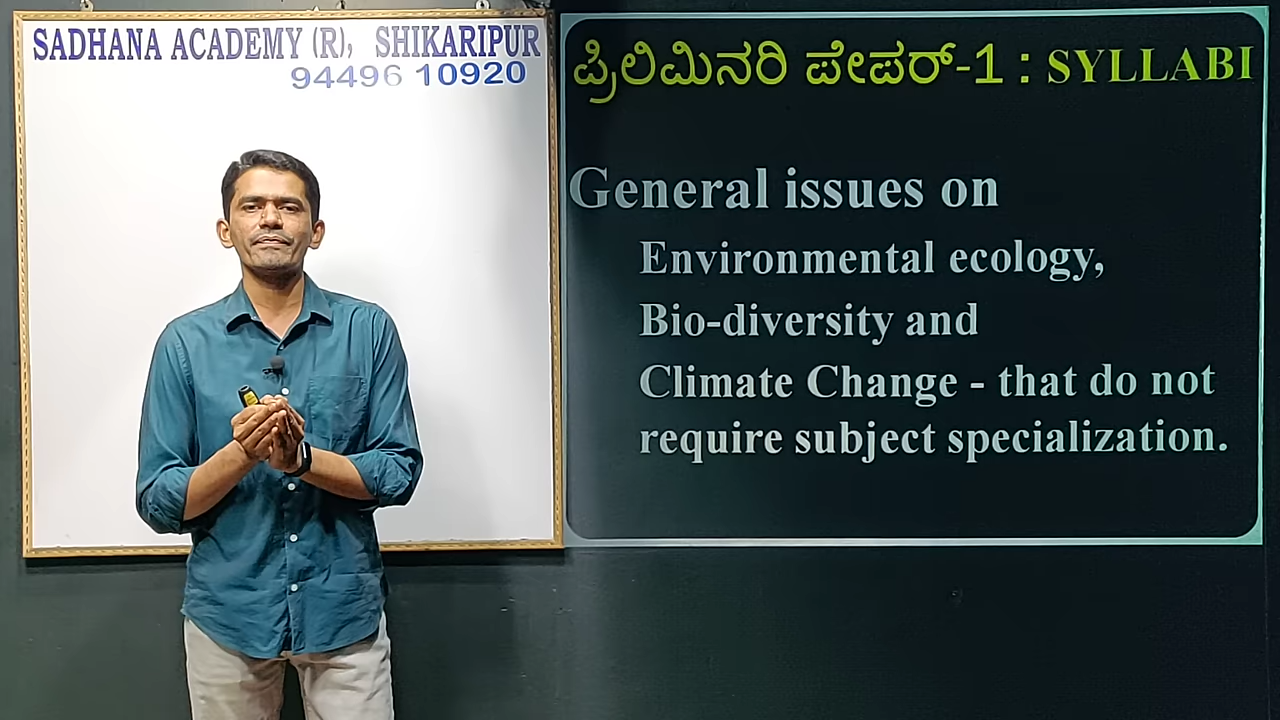 SADHANA ACADEMY (R), SHIKARIPUR
94496 10920
ಪ್ರಿಲಿಮಿನರಿ ಪೇಪರ್-1 : SYLLABI
General issues on
Environmental ecology,
Bio-diversity and
Climate Change - that do not
require subject specialization.